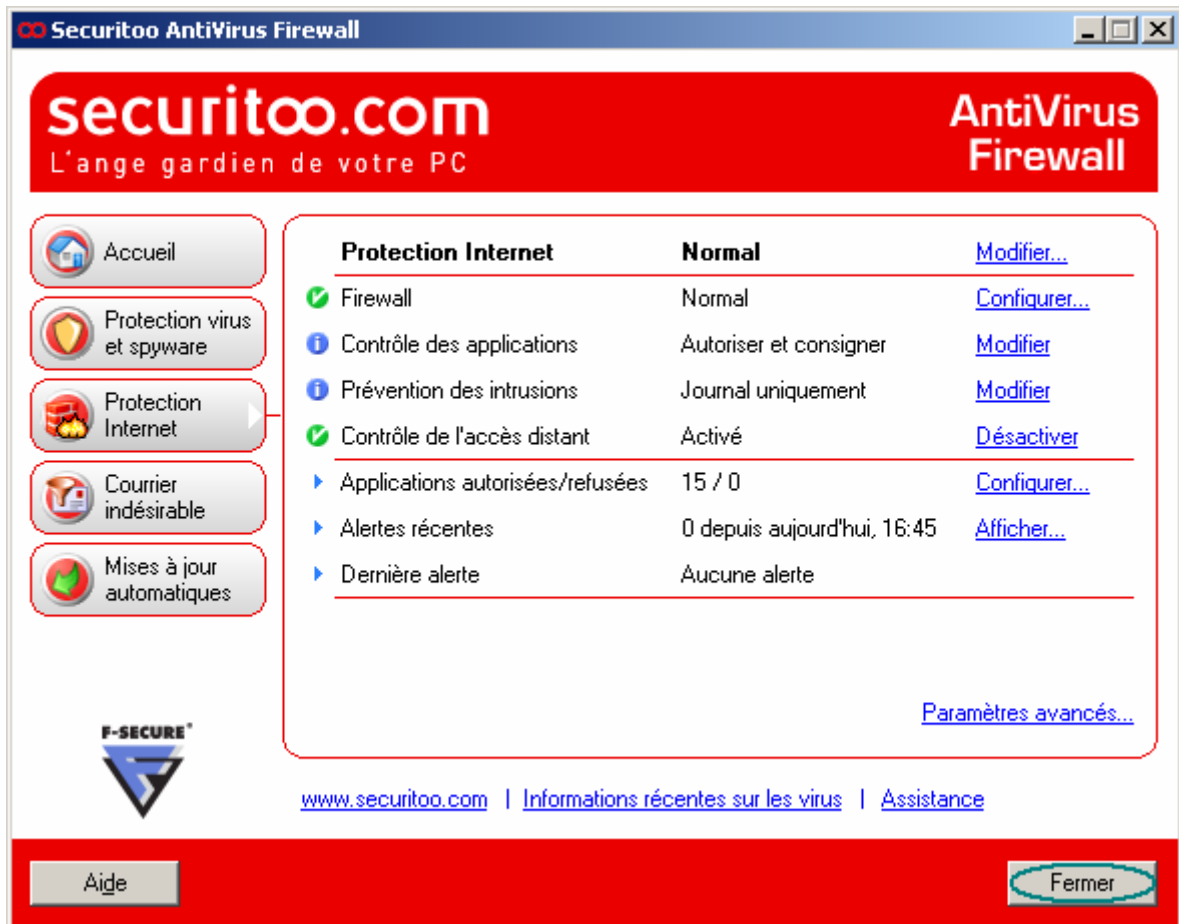 Securitoo AntiVirus Firewall
securitoo.com
L'ange gardien de votre PC
AntiVirus
Firewall
Accueil
Protection virus
et spyware
Protection
Internet
Courrier
indésirable
Mises à jour
automatiques
F-SECURE®
Protection Internet Normal Modifier...
Firewall Normal Configurer...
Contrôle des applications Autoriser et consigner Modifier
Prévention des intrusions Journal uniquement Modifier
Contrôle de l'accès distant Activé Désactiver
Applications autorisées/refusées 15 / 0 Configurer...
Alertes récentes 0 depuis aujourd'hui, 16:45 Afficher...
Dernière alerte Aucune alerte
Paramètres avancés...
www.securitoo.com | Informations récentes sur les virus | Assistance
Aide
Fermer